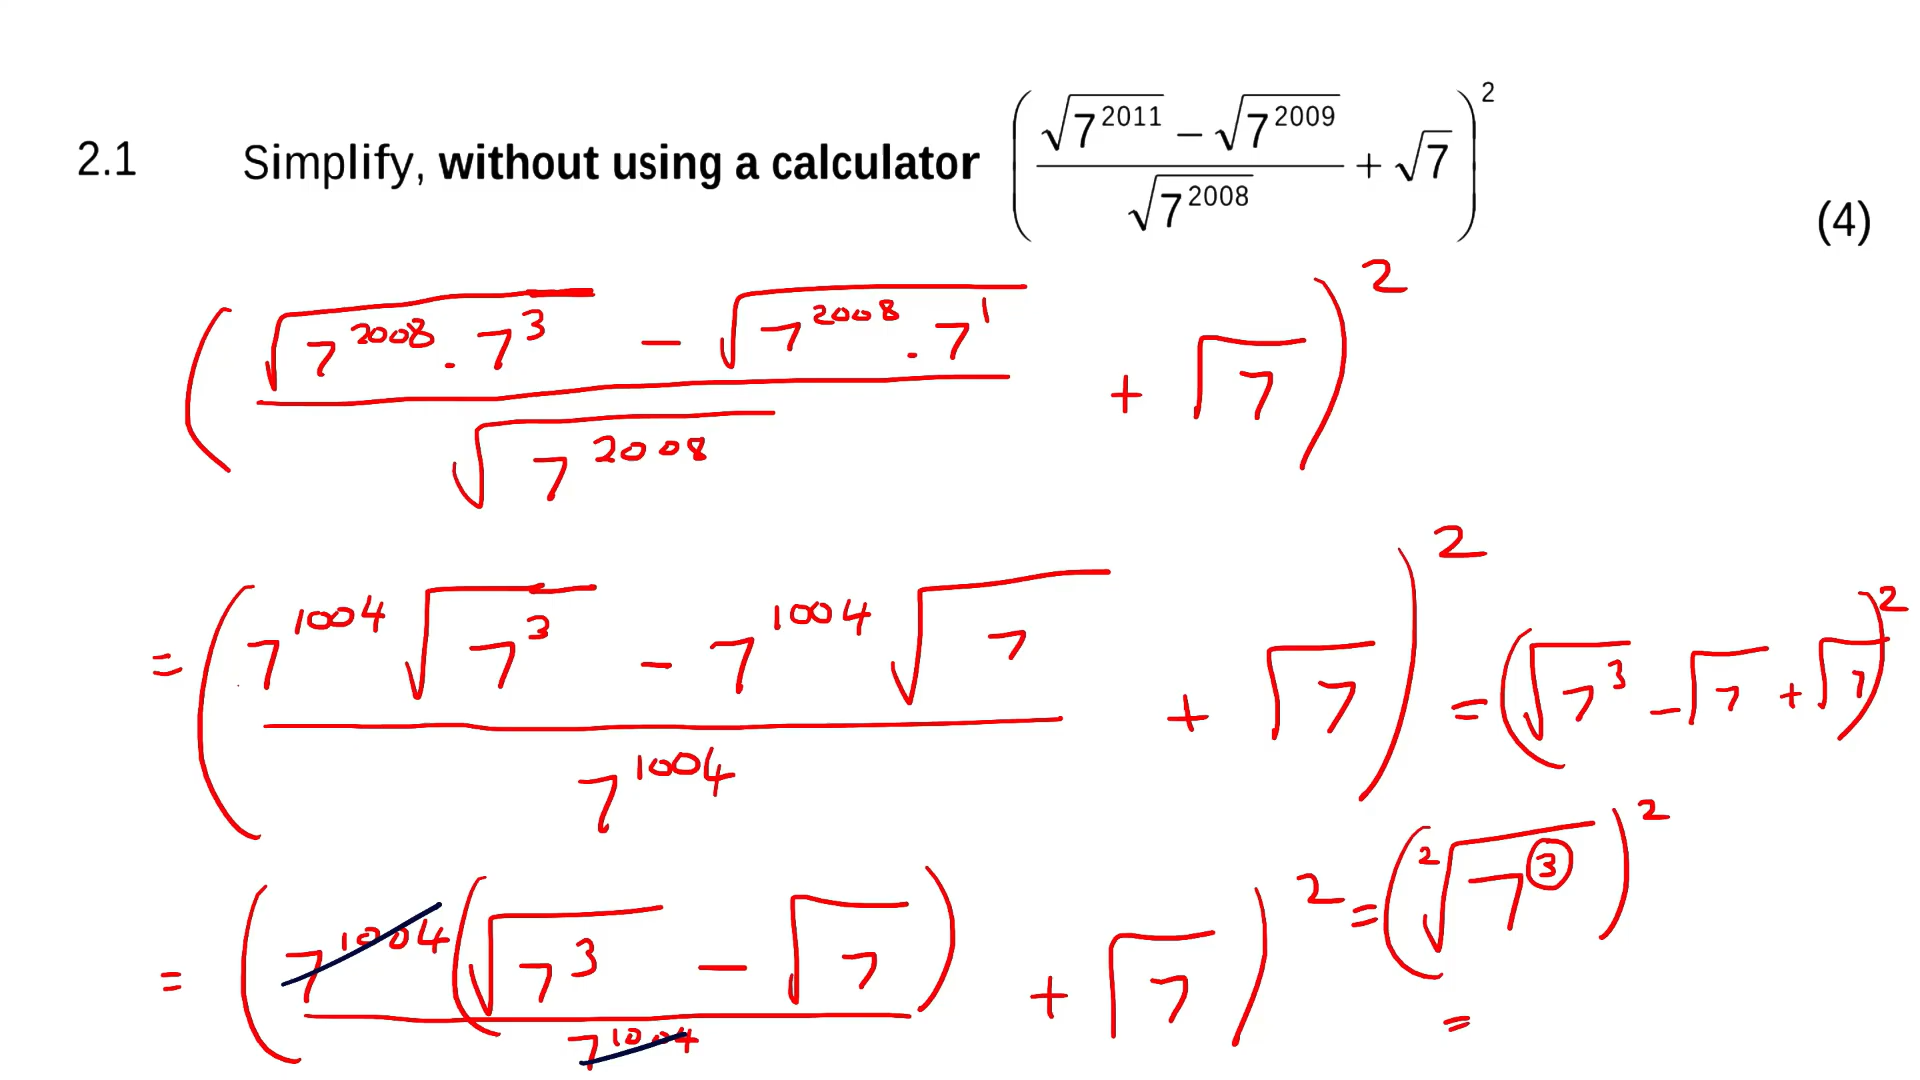 2.1 Simplify, without using a calculator (√7^2011 − √7^2009 / √7^2008 + √7)^2
(4)
(√(7^2008 . 7^3) − √(7^2008 . 7^1) / √7^2008 + √7)^2
= (7^1004 √7^3 − 7^1004 √7 / 7^1004 + √7)^2 = (√7^3 − √7 + √7)^2
= (7^1004 (√7^3 − √7) / 7^1004 + √7)^2 = (²√7^3)^2
=